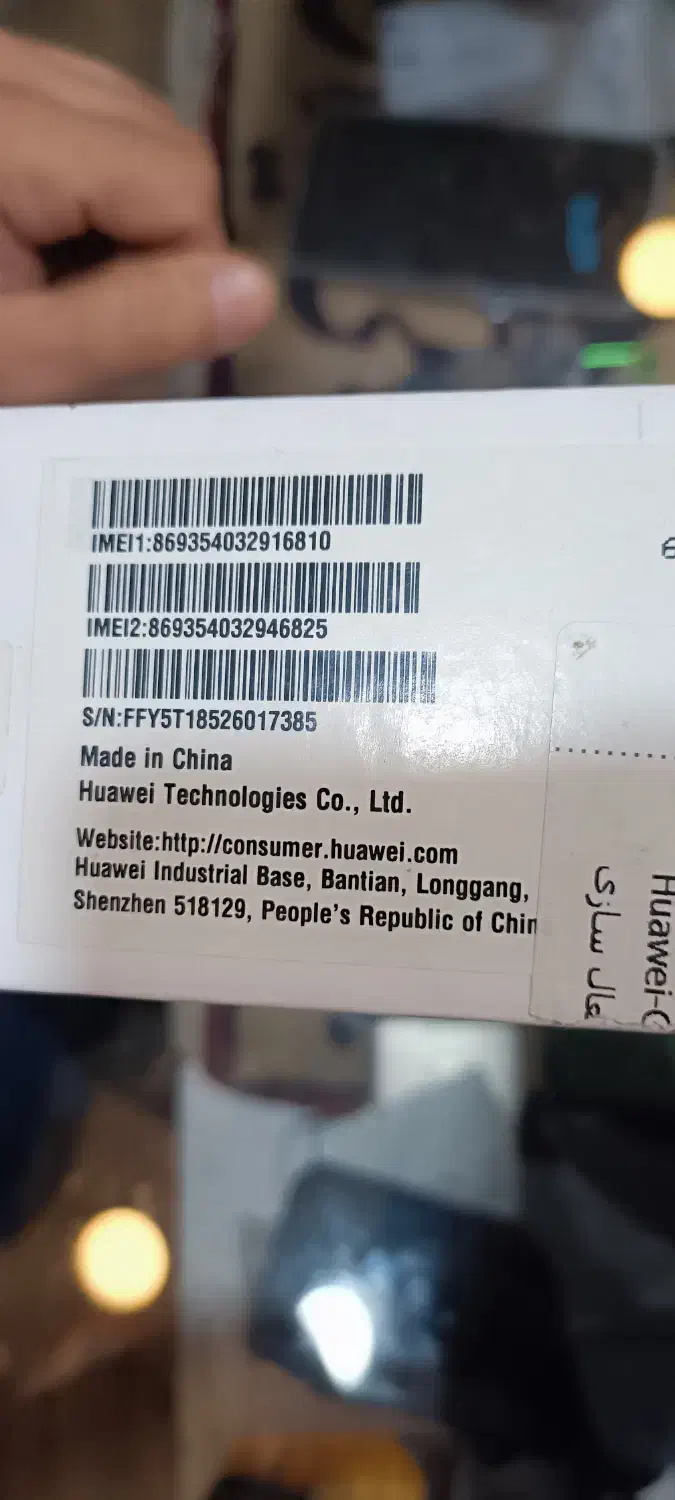 IMEI1:869354032916810
IMEI2:869354032946825
S/N:FFY5T18526017385
Made in China
Huawei Technologies Co., Ltd.
Website:http://consumer.huawei.com
Huawei Industrial Base, Bantian, Longgang,
Shenzhen 518129, People's Republic of Chin
Huawei-
سازی